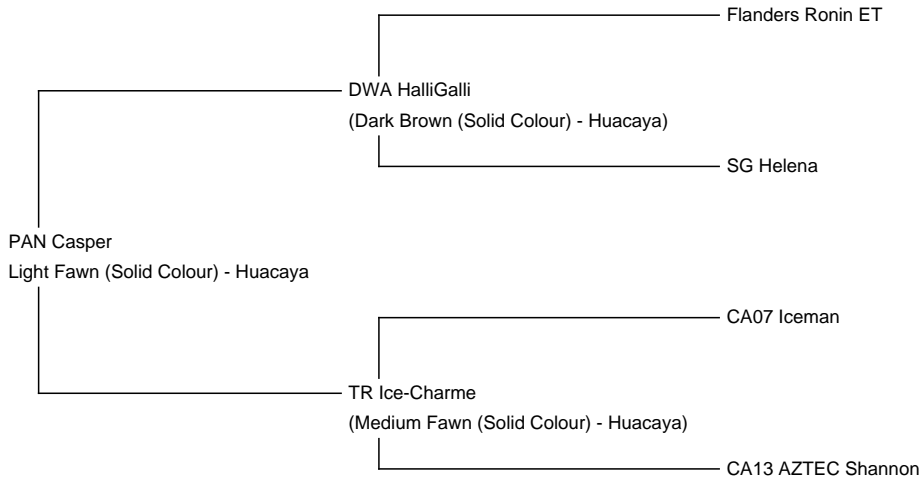 Flanders Ronin ET
DWA HalliGalli
(Dark Brown (Solid Colour) - Huacaya)
SG Helena
PAN Casper
Light Fawn (Solid Colour) - Huacaya
CA07 Iceman
TR Ice-Charme
(Medium Fawn (Solid Colour) - Huacaya)
CA13 AZTEC Shannon